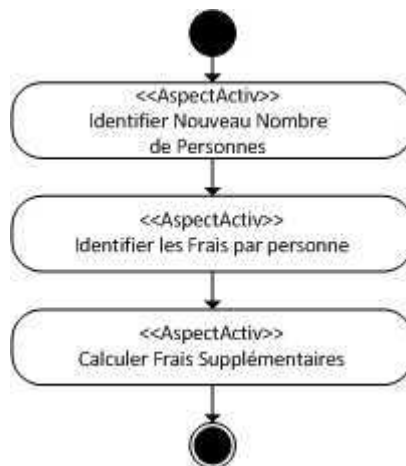 <<AspectActiv>>
Identifier Nouveau Nombre
de Personnes
<<AspectActiv>>
Identifier les Frais par personne
<<AspectActiv>>
Calculer Frais Supplémentaires